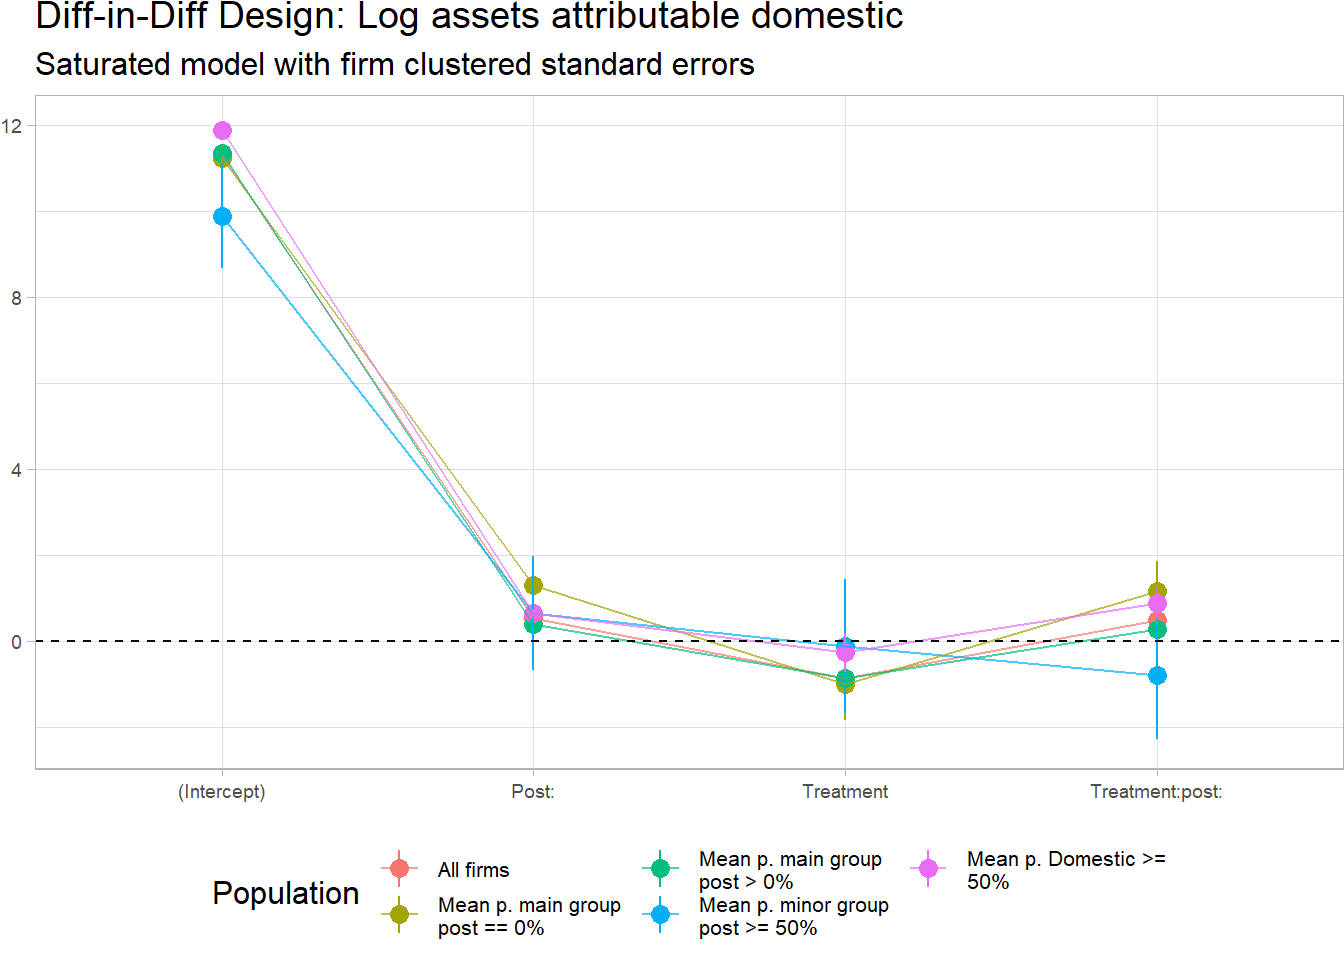 Diff-in-Diff Design: Log assets attributable domestic
Saturated model with firm clustered standard errors
12
8
4
0
(Intercept)
Post:
Treatment
Treatment:post:
Population
All firms
Mean p. main group
post == 0%
Mean p. main group
post > 0%
Mean p. minor group
post >= 50%
Mean p. Domestic >=
50%